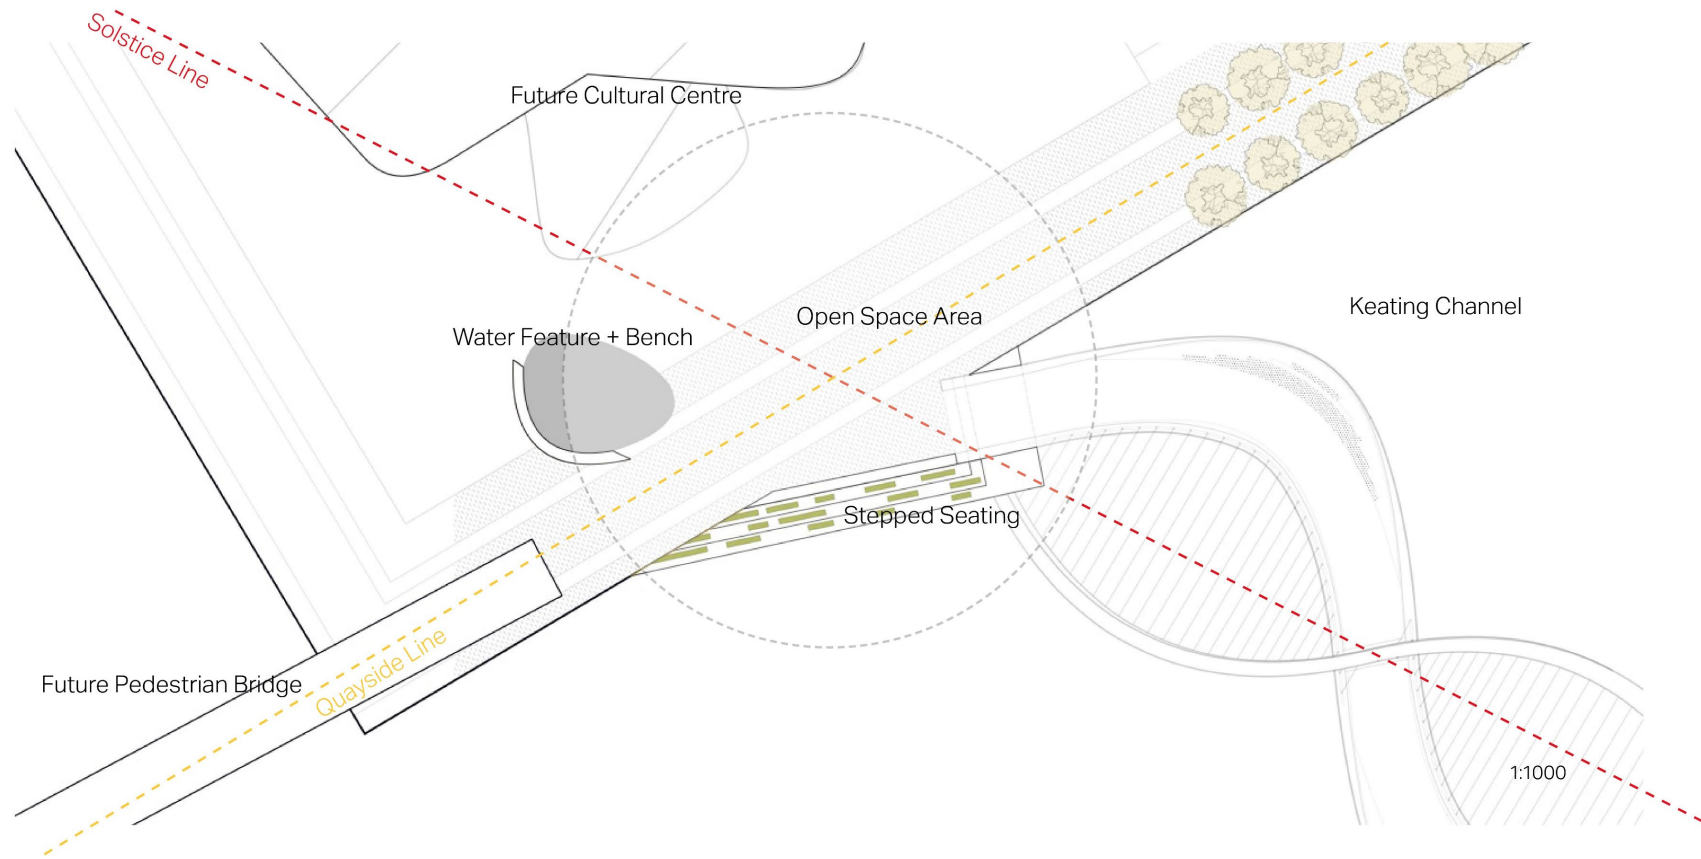 Solstice Line
Future Cultural Centre
Keating Channel
Open Space Area
Water Feature + Bench
Stepped Seating
Quayside Line
Future Pedestrian Bridge
1:1000